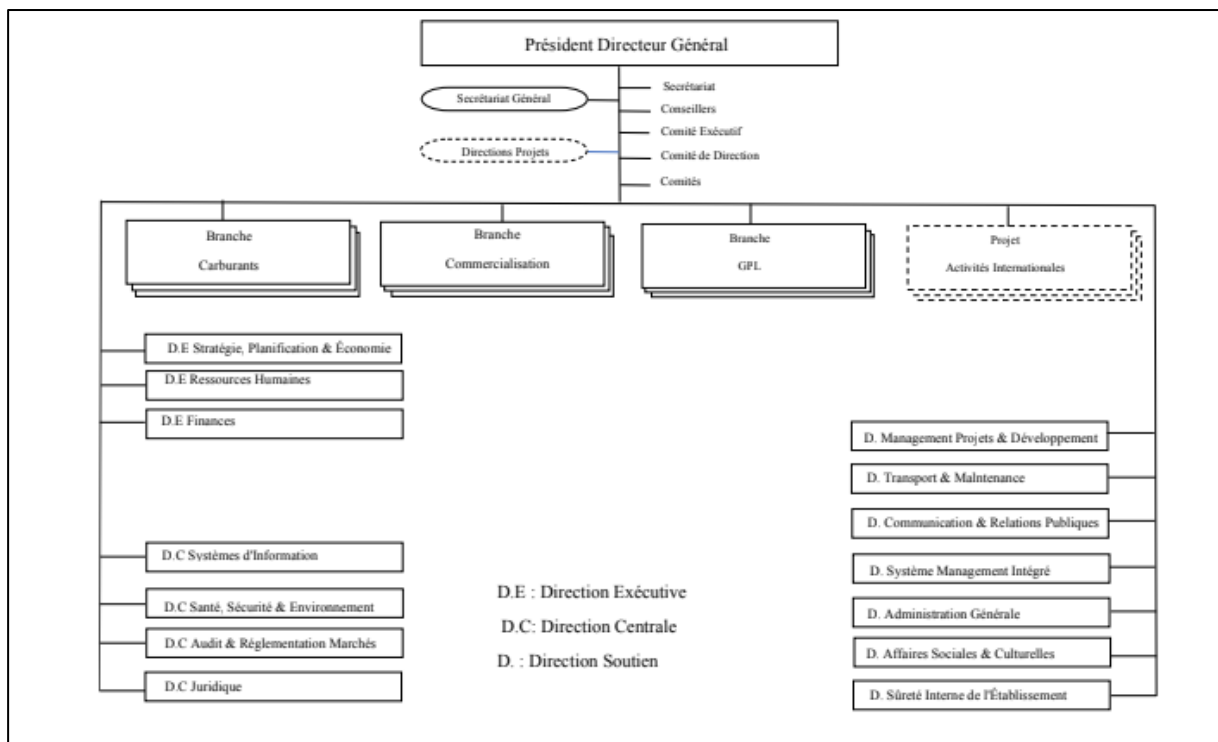 Président Directeur Général
Secrétariat
Secrétariat Général
Conseillers
Comité Exécutif
Directions Projets
Comité de Direction
Comités
Branche
Carburants
Branche
Commercialisation
Branche
GPL
Projet
Activités Internationales
D.E Stratégie, Planification & Économie
D.E Ressources Humaines
D.E Finances
D.C Systèmes d'Information
D.C Santé, Sécurité & Environnement
D.C Audit & Réglementation Marchés
D.C Juridique
D.E : Direction Exécutive
D.C: Direction Centrale
D. : Direction Soutien
D. Management Projets & Développement
D. Transport & Maintenance
D. Communication & Relations Publiques
D. Système Management Intégré
D. Administration Générale
D. Affaires Sociales & Culturelles
D. Sûreté Interne de l'Établissement